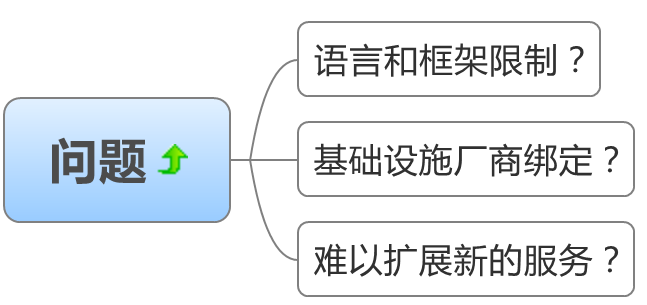 问题
语言和框架限制？
基础设施厂商绑定？
难以扩展新的服务？